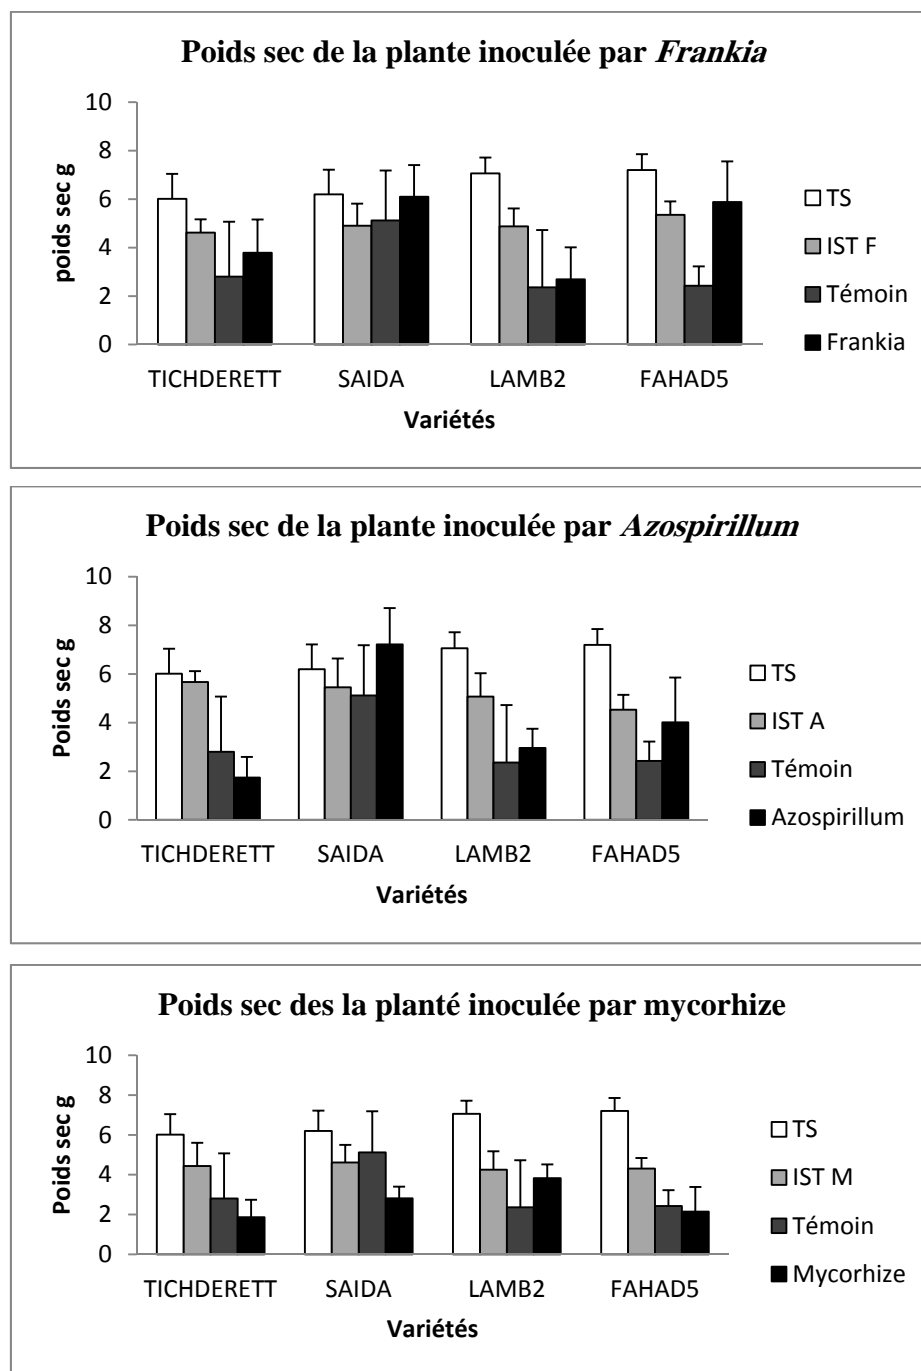 Poids sec de la plante inoculée par Frankia
10
8
6
4
2
0
poids sec g
TICHDERETT SAIDA LAMB2 FAHAD5
Variétés
TS
IST F
Témoin
Frankia
Poids sec de la plante inoculée par Azospirillum
10
8
6
4
2
0
Poids sec g
TICHDERETT SAIDA LAMB2 FAHAD5
Variétés
TS
IST A
Témoin
Azospirillum
Poids sec des la planté inoculée par mycorhize
10
8
6
4
2
0
Poids sec g
TICHDERETT SAIDA LAMB2 FAHAD5
Variétés
TS
IST M
Témoin
Mycorhize